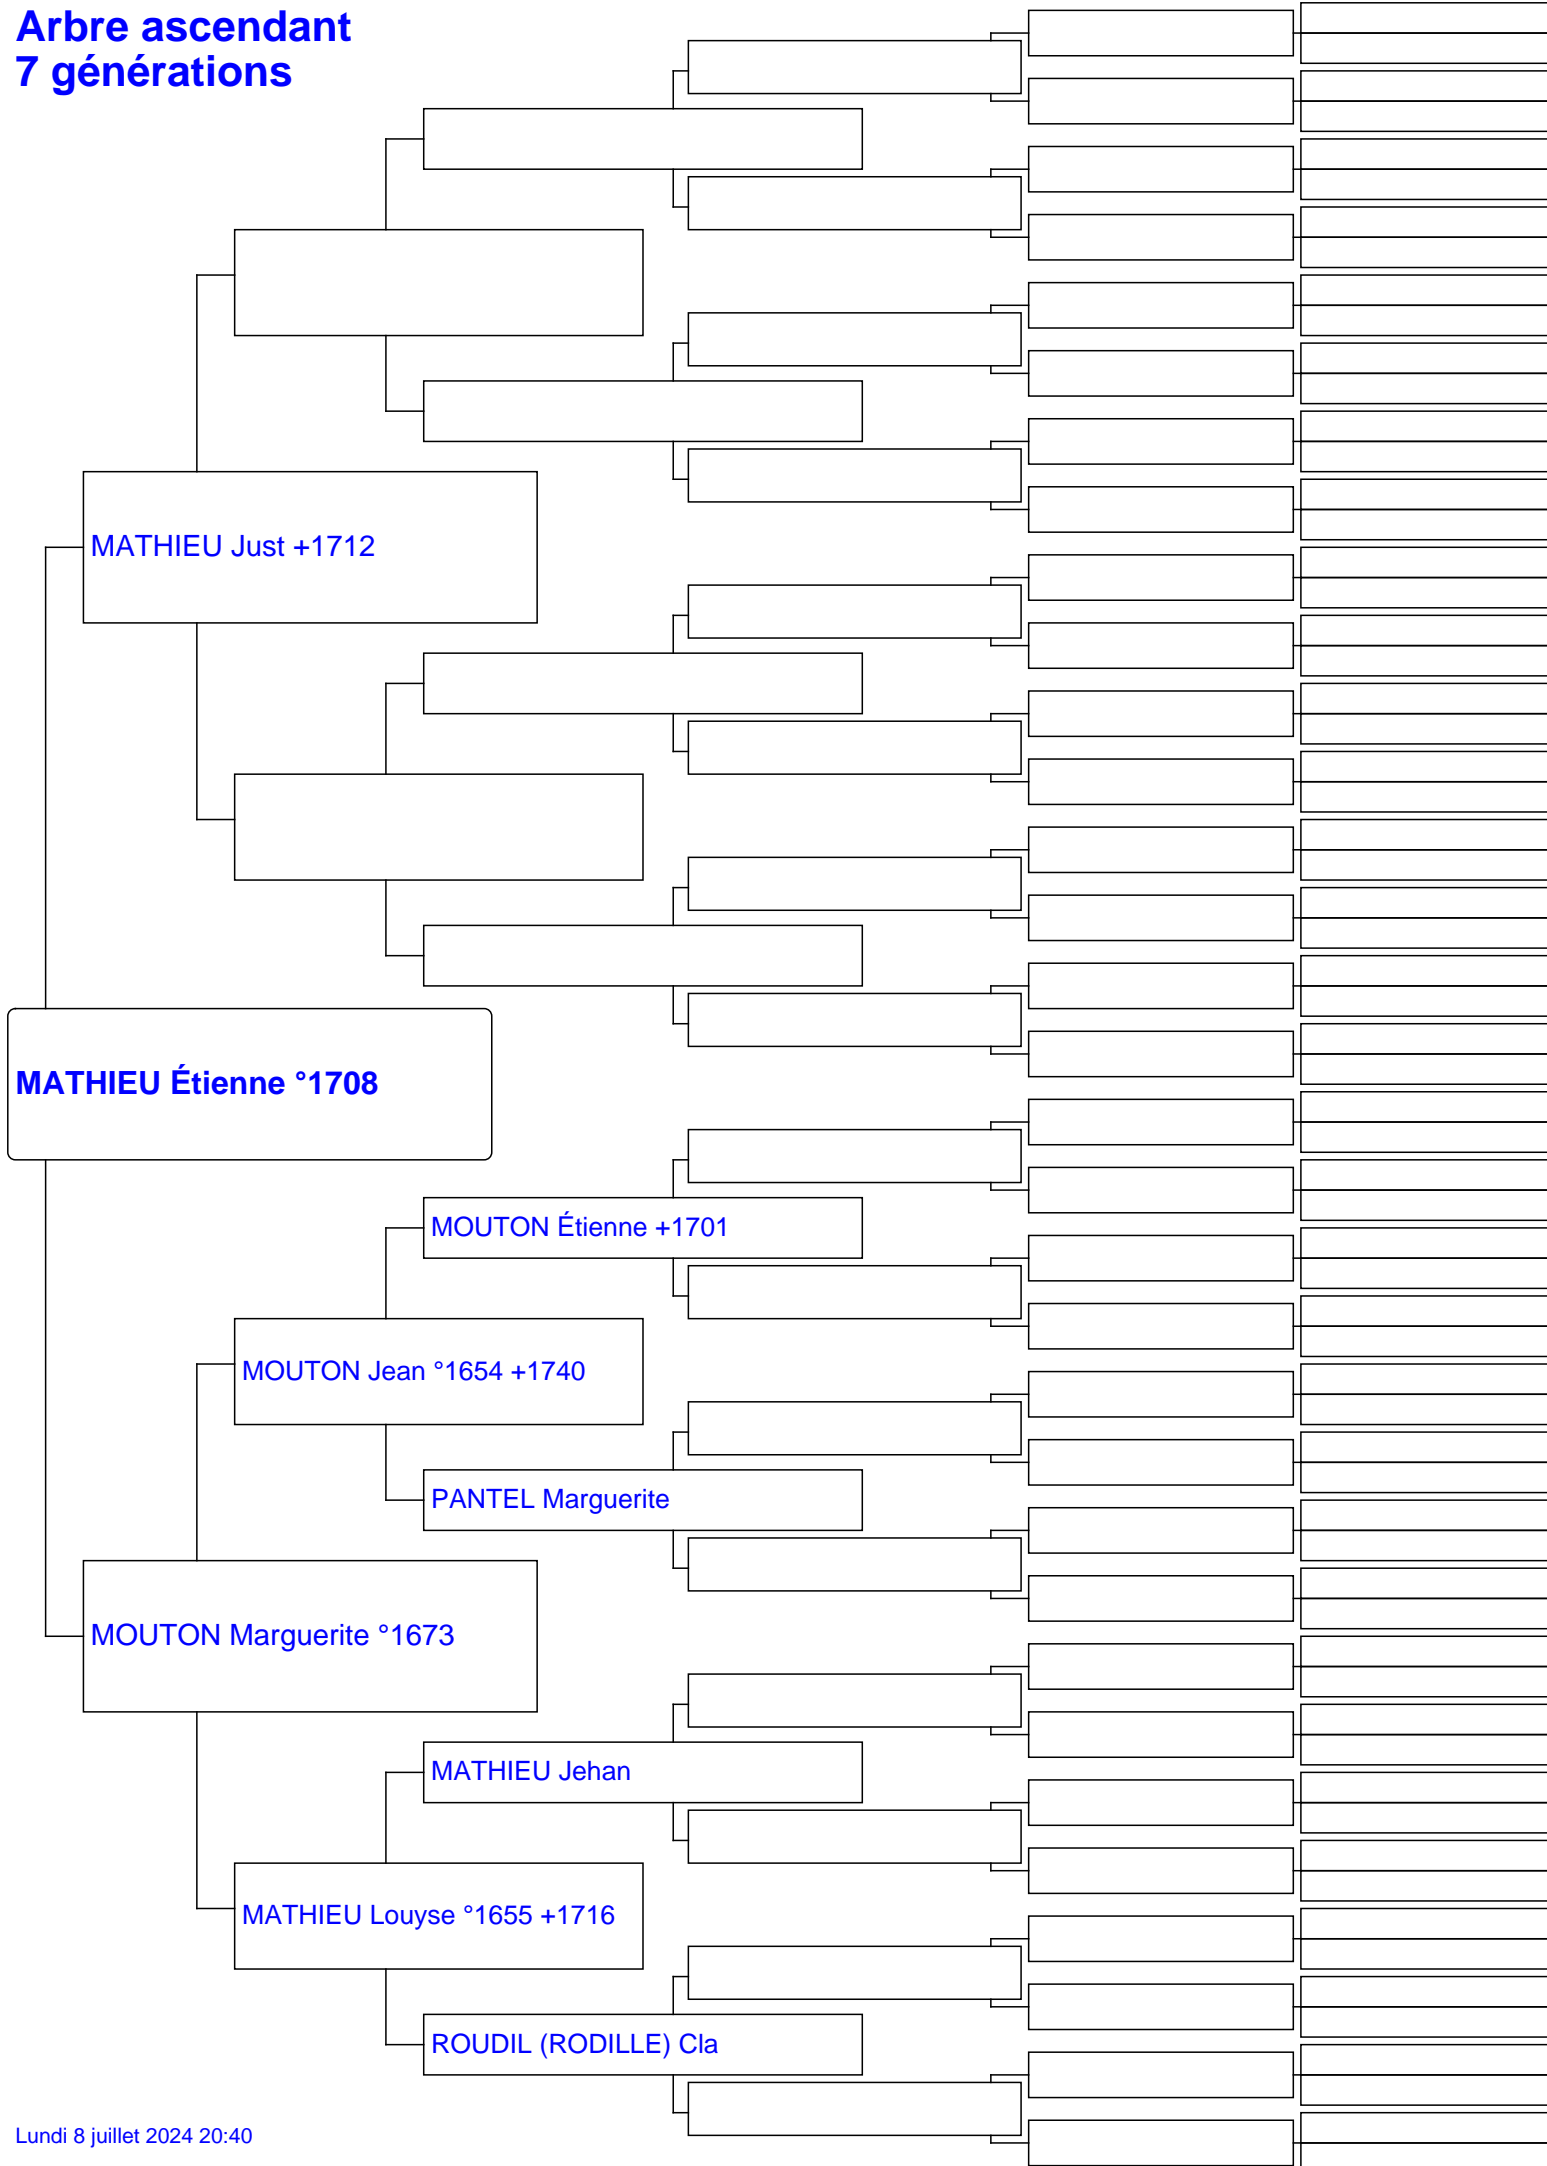 Arbre ascendant
7 générations
MATHIEU Just +1712
MATHIEU Étienne °1708
MOUTON Étienne +1701
MOUTON Jean °1654 +1740
PANTEL Marguerite
MOUTON Marguerite °1673
MATHIEU Jehan
MATHIEU Louyse °1655 +1716
ROUDIL (RODILLE) Cla
Lundi 8 juillet 2024 20:40